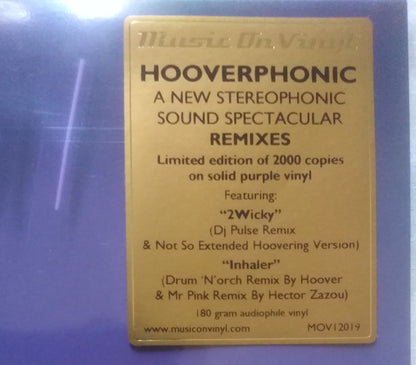 Music On Vinyl
HOOVERPHONIC
A NEW STEREOPHONIC
SOUND SPECTACULAR
REMIXES
Limited edition of 2000 copies
on solid purple vinyl
Featuring:
“2Wicky”
(Dj Pulse Remix
& Not So Extended Hoovering Version)
“Inhaler”
(Drum ‘N’orch Remix By Hoover
& Mr Pink Remix By Hector Zazou)
180 gram audiophile vinyl
www.musiconvinyl.com MOV12019